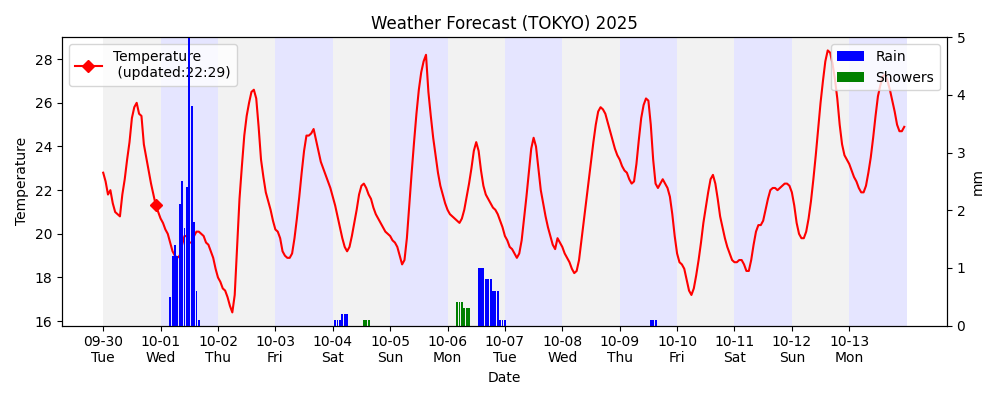 Weather Forecast (TOKYO) 2025
Temperature
(updated:22:29)
Rain
Showers
28
26
24
22
20
18
16
Temperature
5
4
3
2
1
0
mm
09-30 10-01 10-02 10-03 10-04 10-05 10-06 10-07 10-08 10-09 10-10 10-11 10-12 10-13
Tue Wed Thu Fri Sat Sun Mon Tue Wed Thu Fri Sat Sun Mon
Date